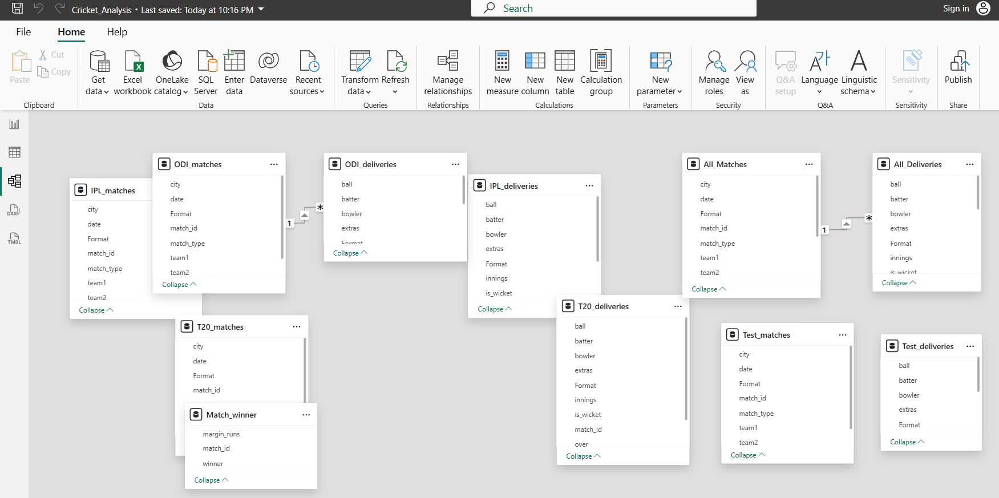 Cricket_Analysis • Last saved: Today at 10:16 PM
Search
Sign in
File
Home
Help
Paste
Cut
Copy
Clipboard
Get data
Excel workbook
OneLake catalog
SQL Server
Enter data
Dataverse
Recent sources
Data
Transform data
Refresh
Queries
Manage relationships
Relationships
New measure
New column
New table
Calculation group
Calculations
New parameter
Parameters
Manage roles
View as
Security
Q&A setup
Language
Linguistic schema
Q&A
Sensitivity
Sensitivity
Publish
Share
DAX
TMDL
IPL_matches
city
date
Format
match_id
match_type
team1
team2
Collapse
ODI_matches
city
date
Format
match_id
match_type
team1
team2
Collapse
1
*
ODI_deliveries
ball
batter
bowler
extras
Format
Collapse
IPL_deliveries
ball
batter
bowler
extras
Format
innings
is_wicket
Collapse
All_Matches
city
date
Format
match_id
match_type
team1
team2
Collapse
1
*
All_Deliveries
ball
batter
bowler
extras
Format
innings
is_wicket
Collapse
T20_matches
city
date
Format
match_id
Match_winner
margin_runs
match_id
winner
Collapse
T20_deliveries
ball
batter
bowler
extras
Format
innings
is_wicket
match_id
over
Collapse
Test_matches
city
date
Format
match_id
match_type
team1
team2
Collapse
Test_deliveries
ball
batter
bowler
extras
Format
Collapse